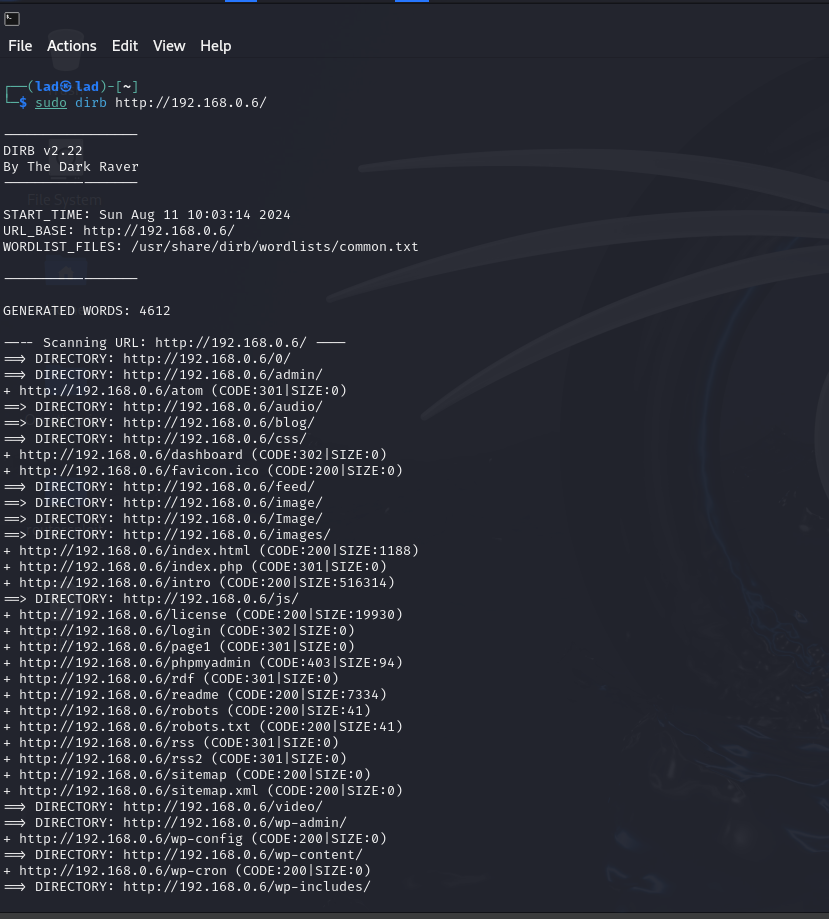 File Actions Edit View Help
┌──(lad㉿lad)-[~]
└─$ sudo dirb http://192.168.0.6/
-----------------
DIRB v2.22
By The Dark Raver
-----------------
File System
START_TIME: Sun Aug 11 10:03:14 2024
URL_BASE: http://192.168.0.6/
WORDLIST_FILES: /usr/share/dirb/wordlists/common.txt
-----------------
GENERATED WORDS: 4612
---- Scanning URL: http://192.168.0.6/ ----
==> DIRECTORY: http://192.168.0.6/0/
==> DIRECTORY: http://192.168.0.6/admin/
+ http://192.168.0.6/atom (CODE:301|SIZE:0)
==> DIRECTORY: http://192.168.0.6/audio/
==> DIRECTORY: http://192.168.0.6/blog/
==> DIRECTORY: http://192.168.0.6/css/
+ http://192.168.0.6/dashboard (CODE:302|SIZE:0)
+ http://192.168.0.6/favicon.ico (CODE:200|SIZE:0)
==> DIRECTORY: http://192.168.0.6/feed/
==> DIRECTORY: http://192.168.0.6/image/
==> DIRECTORY: http://192.168.0.6/Image/
==> DIRECTORY: http://192.168.0.6/images/
+ http://192.168.0.6/index.html (CODE:200|SIZE:1188)
+ http://192.168.0.6/index.php (CODE:301|SIZE:0)
+ http://192.168.0.6/intro (CODE:200|SIZE:516314)
==> DIRECTORY: http://192.168.0.6/js/
+ http://192.168.0.6/license (CODE:200|SIZE:19930)
+ http://192.168.0.6/login (CODE:302|SIZE:0)
+ http://192.168.0.6/page1 (CODE:301|SIZE:0)
+ http://192.168.0.6/phpmyadmin (CODE:403|SIZE:94)
+ http://192.168.0.6/rdf (CODE:301|SIZE:0)
+ http://192.168.0.6/readme (CODE:200|SIZE:7334)
+ http://192.168.0.6/robots (CODE:200|SIZE:41)
+ http://192.168.0.6/robots.txt (CODE:200|SIZE:41)
+ http://192.168.0.6/rss (CODE:301|SIZE:0)
+ http://192.168.0.6/rss2 (CODE:301|SIZE:0)
+ http://192.168.0.6/sitemap (CODE:200|SIZE:0)
+ http://192.168.0.6/sitemap.xml (CODE:200|SIZE:0)
==> DIRECTORY: http://192.168.0.6/video/
==> DIRECTORY: http://192.168.0.6/wp-admin/
+ http://192.168.0.6/wp-config (CODE:200|SIZE:0)
==> DIRECTORY: http://192.168.0.6/wp-content/
+ http://192.168.0.6/wp-cron (CODE:200|SIZE:0)
==> DIRECTORY: http://192.168.0.6/wp-includes/